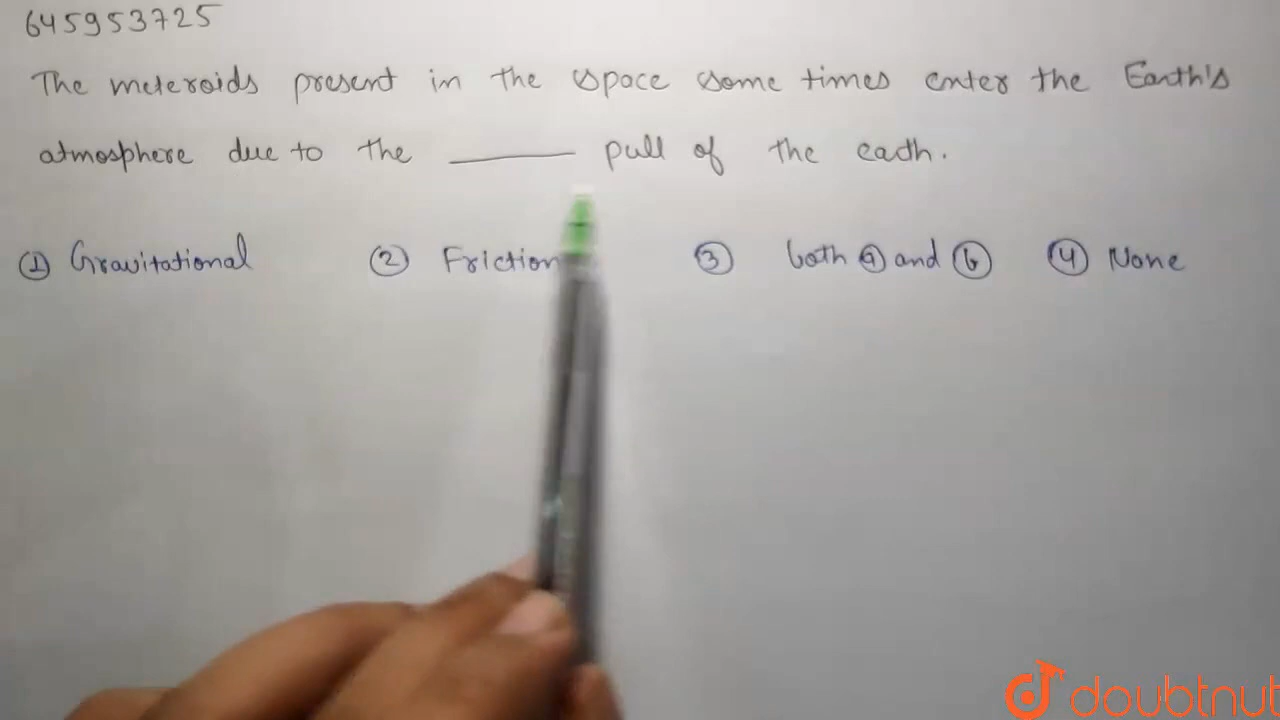 645953725
The meteroids present in the space some times enter the Earth's
atmosphere due to the ______ pull of the eath.
① Gravitational ② Friction ③ both ⓐ and ⓑ ④ None
doubtnut